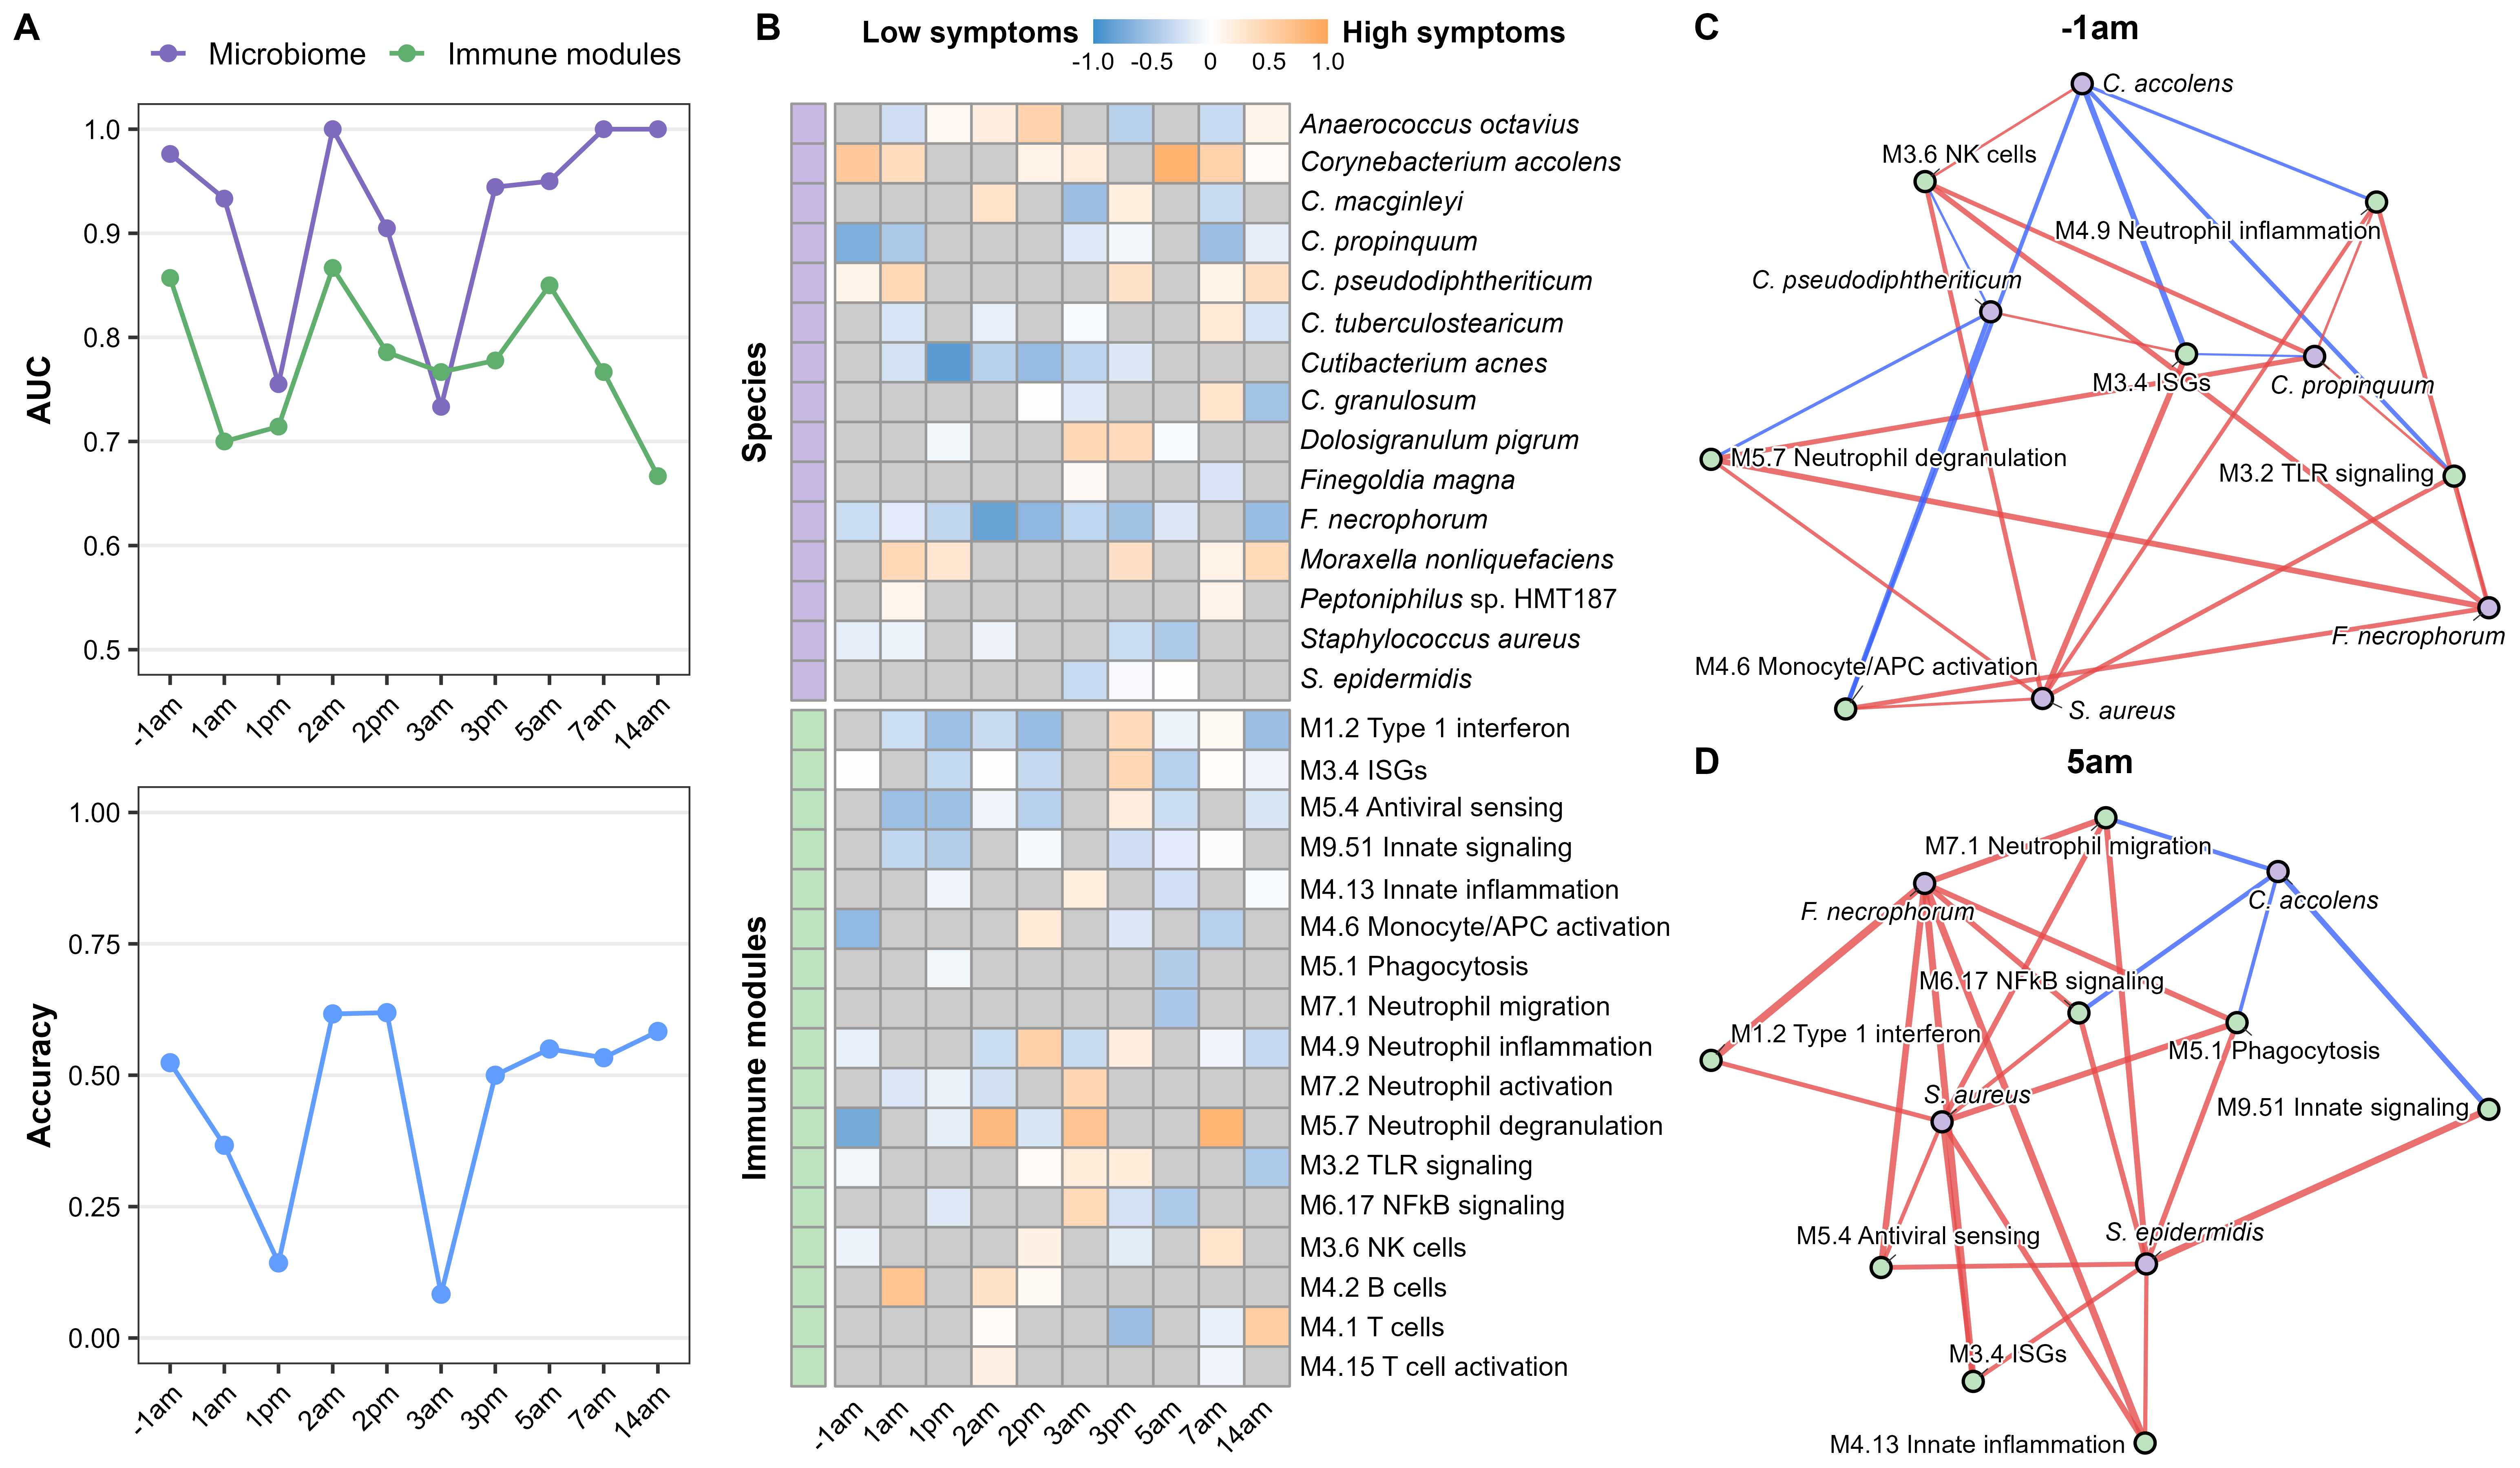 A
Microbiome
Immune modules
AUC
1.0
0.9
0.8
0.7
0.6
0.5
-1am
1am
1pm
2am
2pm
3am
3pm
5am
7am
14am
Accuracy
1.00
0.75
0.50
0.25
0.00
-1am
1am
1pm
2am
2pm
3am
3pm
5am
7am
14am
B
Low symptoms
High symptoms
-1.0
-0.5
0
0.5
1.0
Species
Anaerococcus octavius
Corynebacterium accolens
C. macginleyi
C. propinquum
C. pseudodiphtheriticum
C. tuberculostearicum
Cutibacterium acnes
C. granulosum
Dolosigranulum pigrum
Finegoldia magna
F. necrophorum
Moraxella nonliquefaciens
Peptoniphilus sp. HMT187
Staphylococcus aureus
S. epidermidis
Immune modules
M1.2 Type 1 interferon
M3.4 ISGs
M5.4 Antiviral sensing
M9.51 Innate signaling
M4.13 Innate inflammation
M4.6 Monocyte/APC activation
M5.1 Phagocytosis
M7.1 Neutrophil migration
M4.9 Neutrophil inflammation
M7.2 Neutrophil activation
M5.7 Neutrophil degranulation
M3.2 TLR signaling
M6.17 NFkB signaling
M3.6 NK cells
M4.2 B cells
M4.1 T cells
M4.15 T cell activation
-1am
1am
1pm
2am
2pm
3am
3pm
5am
7am
14am
C
-1am
C. accolens
M3.6 NK cells
M4.9 Neutrophil inflammation
C. pseudodiphtheriticum
M3.4 ISGs
C. propinquum
M5.7 Neutrophil degranulation
M3.2 TLR signaling
F. necrophorum
M4.6 Monocyte/APC activation
S. aureus
D
5am
M7.1 Neutrophil migration
C. accolens
F. necrophorum
M6.17 NFkB signaling
M1.2 Type 1 interferon
M5.1 Phagocytosis
S. aureus
M9.51 Innate signaling
M5.4 Antiviral sensing
S. epidermidis
M3.4 ISGs
M4.13 Innate inflammation